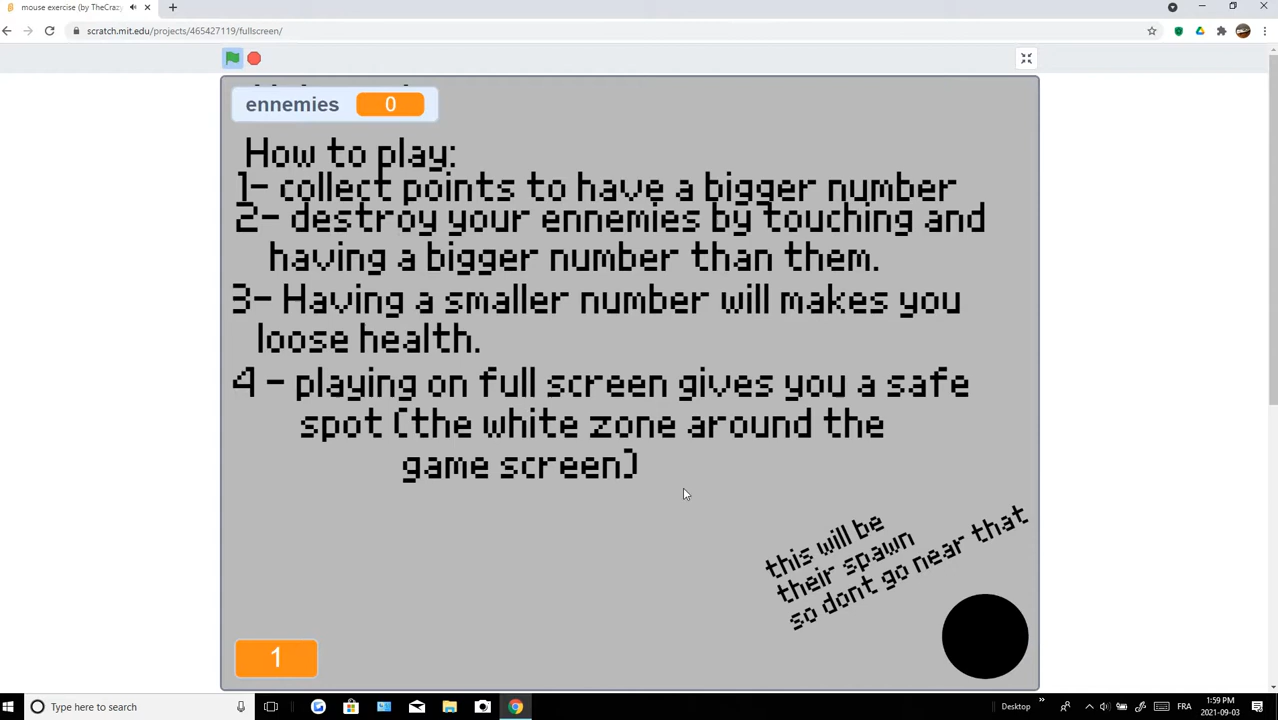 mouse exercise (by TheCraz
scratch.mit.edu/projects/465427119/fullscreen/
ennemies 0
How to play:
1- collect points to have a bigger number
2- destroy your ennemies by touching and
having a bigger number than them.
3- Having a smaller number will makes you
loose health.
4 - playing on full screen gives you a safe
spot (the white zone around the
game screen)
this will be
their spawn
so dont go near that
1
Type here to search
Desktop
FRA
1:59 PM
2021-09-03